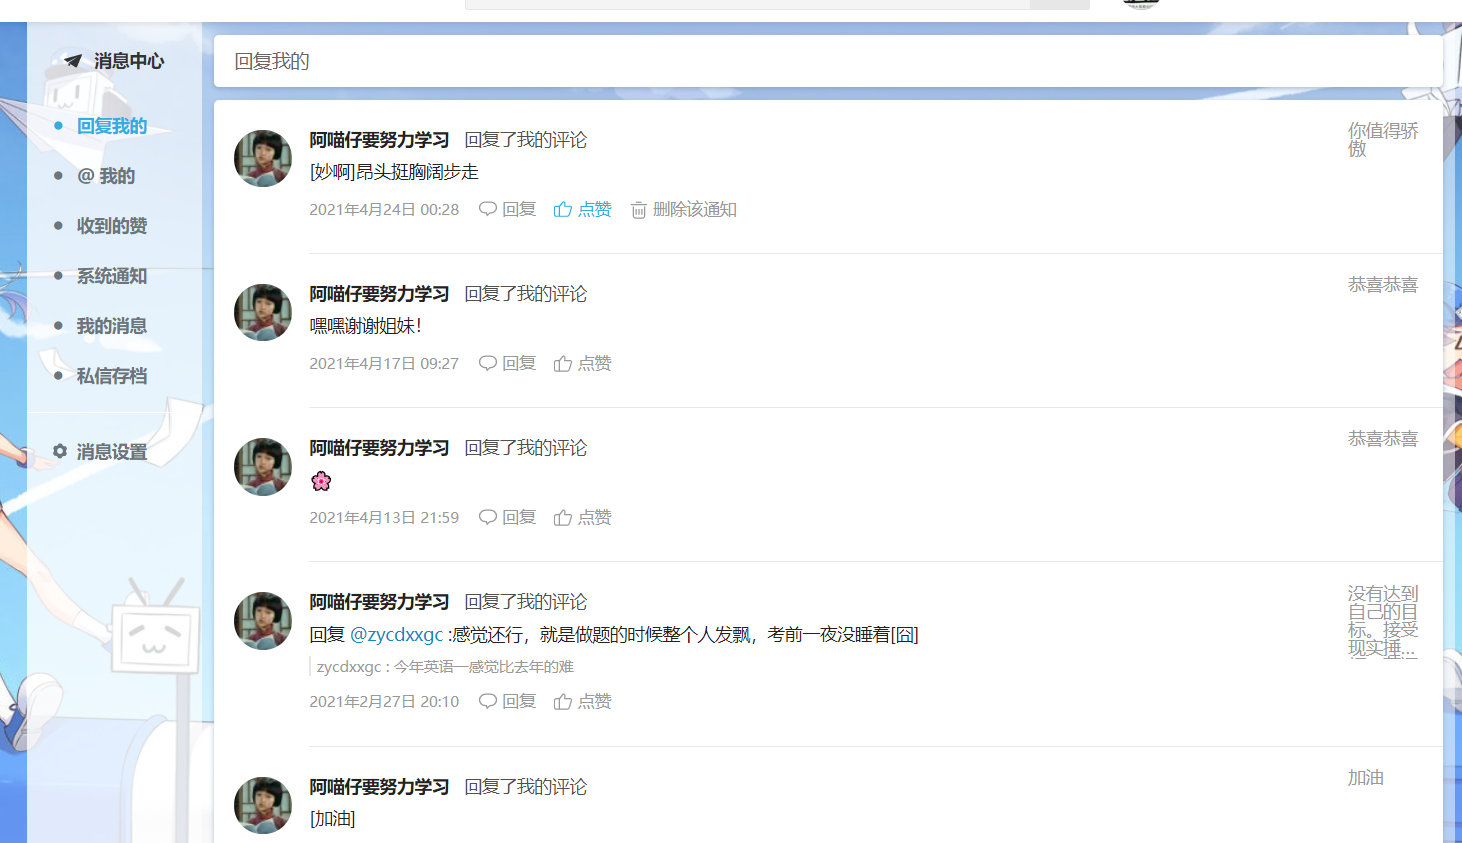 消息中心
回复我的
@ 我的
收到的赞
系统通知
我的消息
私信存档
消息设置
回复我的
阿喵仔要努力学习 回复了我的评论
你值得骄
傲
[妙啊]昂头挺胸阔步走
2021年4月24日 00:28 回复 点赞 删除该通知
阿喵仔要努力学习 回复了我的评论
恭喜恭喜
嘿嘿谢谢姐妹！
2021年4月17日 09:27 回复 点赞
阿喵仔要努力学习 回复了我的评论
恭喜恭喜
🌸
2021年4月13日 21:59 回复 点赞
阿喵仔要努力学习 回复了我的评论
没有达到
自己的目
标。接受
现实捶...
回复 @zycdxxgc :感觉还行，就是做题的时候整个人发飘，考前一夜没睡着[囧]
zycdxxgc : 今年英语一感觉比去年的难
2021年2月27日 20:10 回复 点赞
阿喵仔要努力学习 回复了我的评论
加油
[加油]